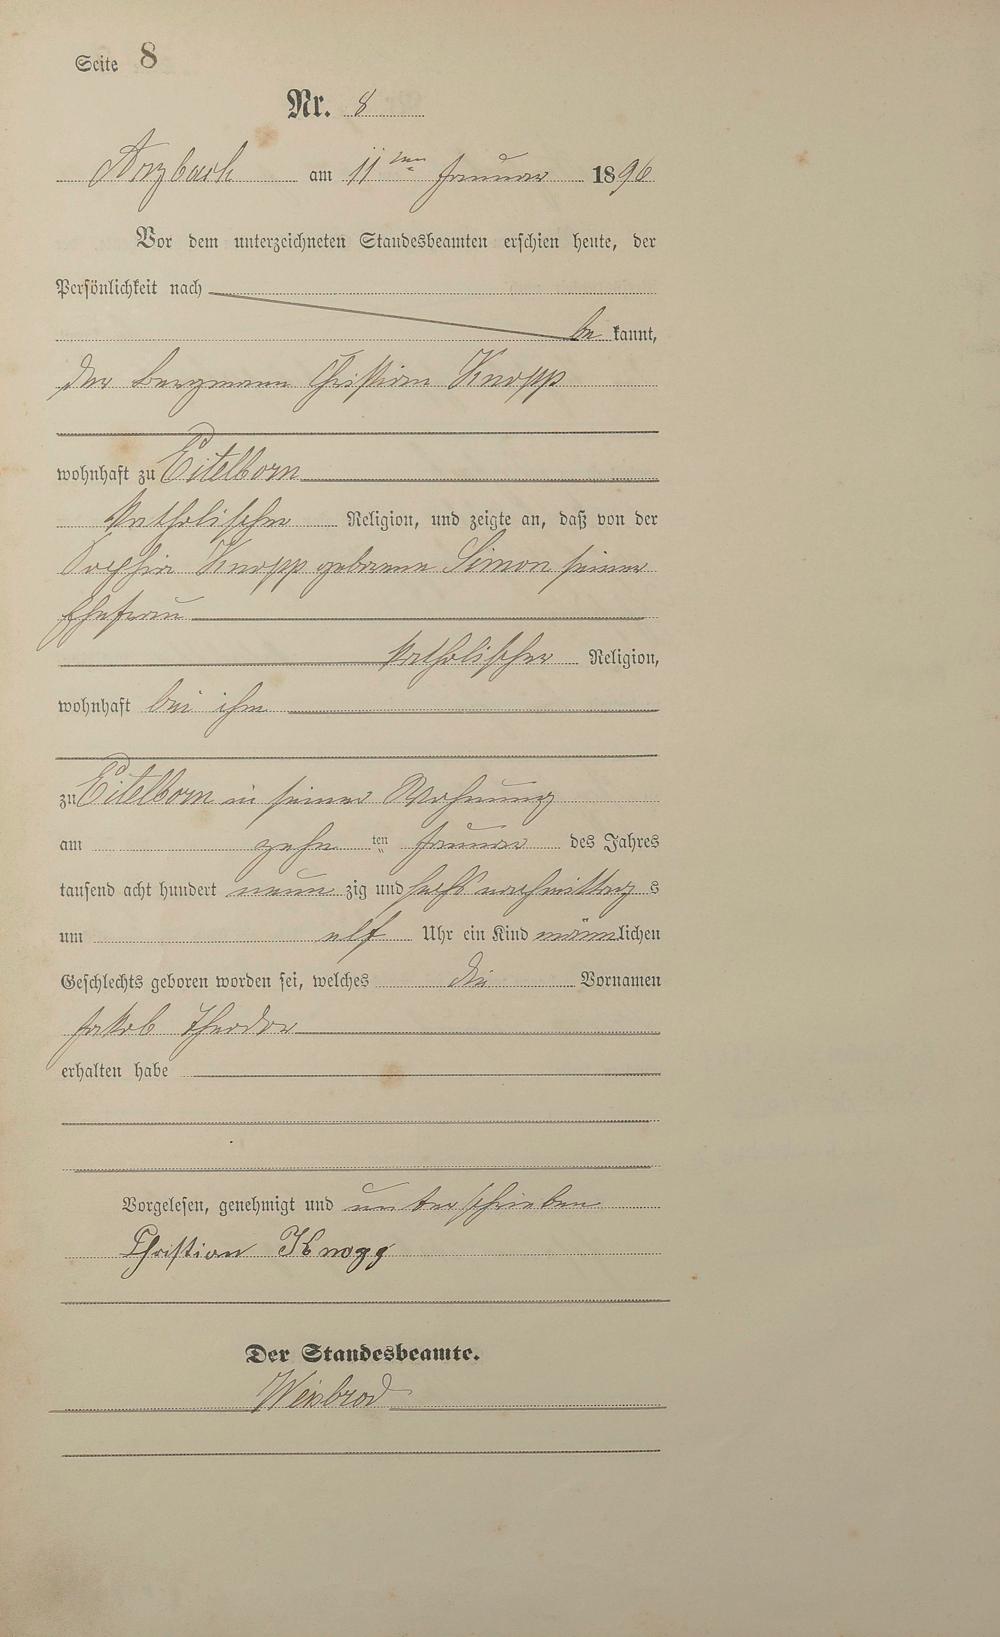 Seite 8
Nr. 8
Arzbach am 11ten Januar 1896
Vor dem unterzeichneten Standesbeamten erschien heute, der
Persönlichkeit nach
bekannt,
der Bergmann Christian Knopp
wohnhaft zu Eitelborn
katholischer Religion, und zeigte an, daß von der
Sophia Knopp geborene Simon seiner
Ehefrau
katholischer Religion,
wohnhaft bei ihm
zu Eitelborn in seiner Wohnung
am zehnten Januar des Jahres
tausend acht hundert neunzig und sechs nachmittags
um elf Uhr ein Kind männlichen
Geschlechts geboren worden sei, welches die Vornamen
Jakob Theodor
erhalten habe
Vorgelesen, genehmigt und unterschrieben
Christian Knopp
Der Standesbeamte.
Weisbrod